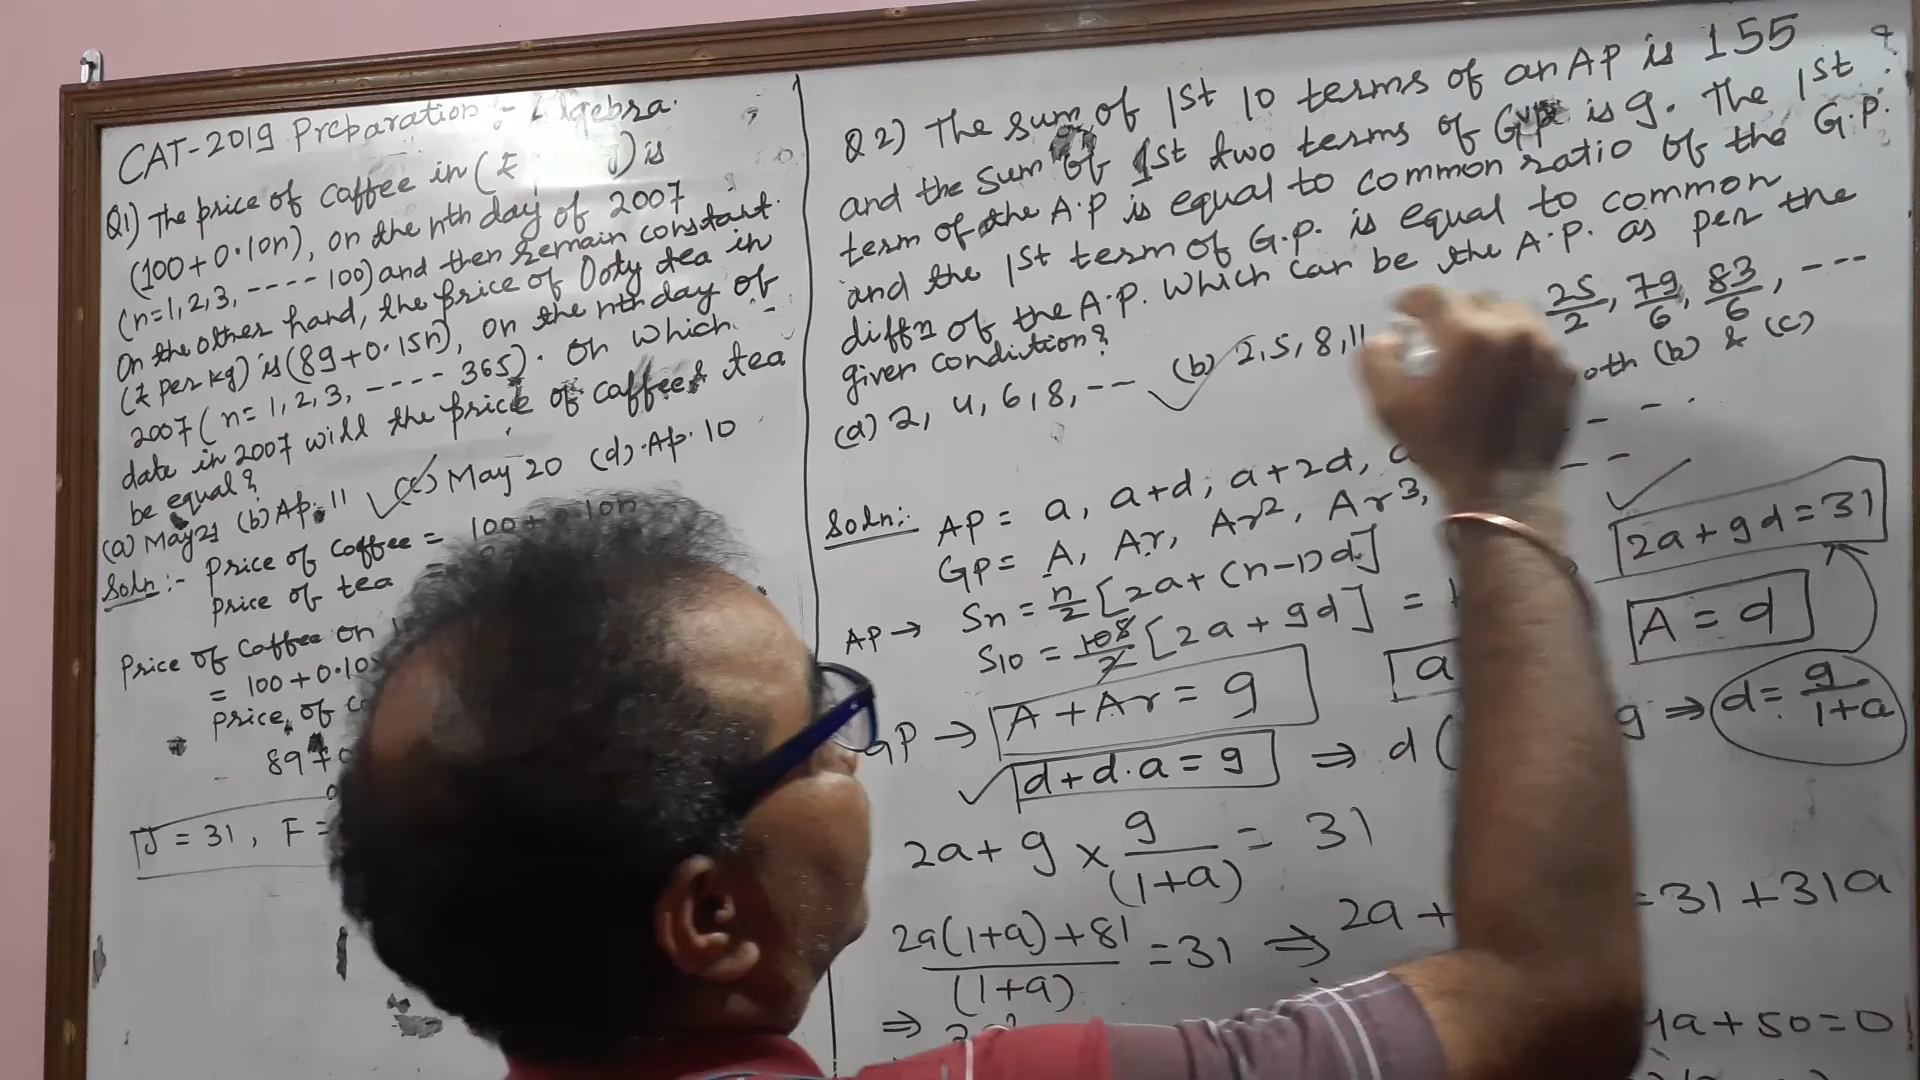 CAT-2019 Preparation :- Algebra.
Q1) The price of caffee in (₹ is
(100+0.10n), on the nth day of 2007
(n=1,2,3, ---- 100) and then remain constant.
On the other hand, the price of Ooty tea in
(₹ per kg) is (89+0.15n), on the nth day of
2007 (n= 1,2,3, ---- 365). On which
date in 2007 will the price of caffee & tea
be equal?
(a) May 21 (b) Ap. 11 (c) May 20 (d) Ap. 10
Soln :- Price of Coffee = 100+ 10n
Price of tea
Price of Coffee on
= 100+0.10
Price of
89+0
J = 31, F =
Q2) The sum of 1st 10 terms of an AP is 155
and the sum of 1st two terms of GP is 9. The 1st
term of the A.P is equal to common ratio of the G.P.
and the 1st term of G.P. is equal to common
diffn of the A.P. Which can be the A.P. as per the
given condition?
(a) 2, 4, 6, 8, --- (b) 2, 5, 8, 11 25/2, 79/6, 83/6, ---
(b) & (c)
Soln:- AP = a, a+d, a+2d, - - -
GP = A, Ar, Ar², Ar³, - - -
AP → Sn = n/2 [2a+(n-1)d]
S10 = 10/2 [2a+9d] =
2a+9d=31
A = d
GP → A+Ar = 9
a
d+d.a=9 ⇒ d( 9 ⇒ d= 9/1+a
2a+9 × 9/(1+a) = 31
2a(1+a)+81/(1+a) = 31 ⇒ 2a+ =31+31a
⇒ a+50=0